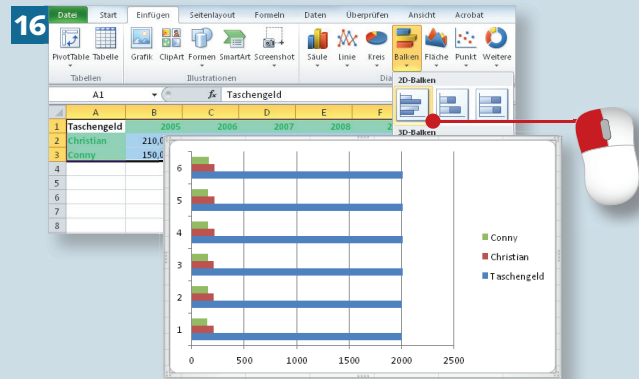 16
Datei Start Einfügen Seitenlayout Formeln Daten Überprüfen Ansicht Acrobat
PivotTable Tabelle Grafik ClipArt Formen SmartArt Screenshot Säule Linie Kreis Balken Fläche Punkt Weitere
Tabellen Illustrationen Dia
2D-Balken
A1 fx Taschengeld
A B C D E F
3D-Balken
1 Taschengeld 2005 2006 2007 2008 2
2 Christian 210,0
3 Conny 150,0
4
5
6
7
8
6
5
4
3
2
1
Conny
Christian
Taschengeld
0 500 1000 1500 2000 2500